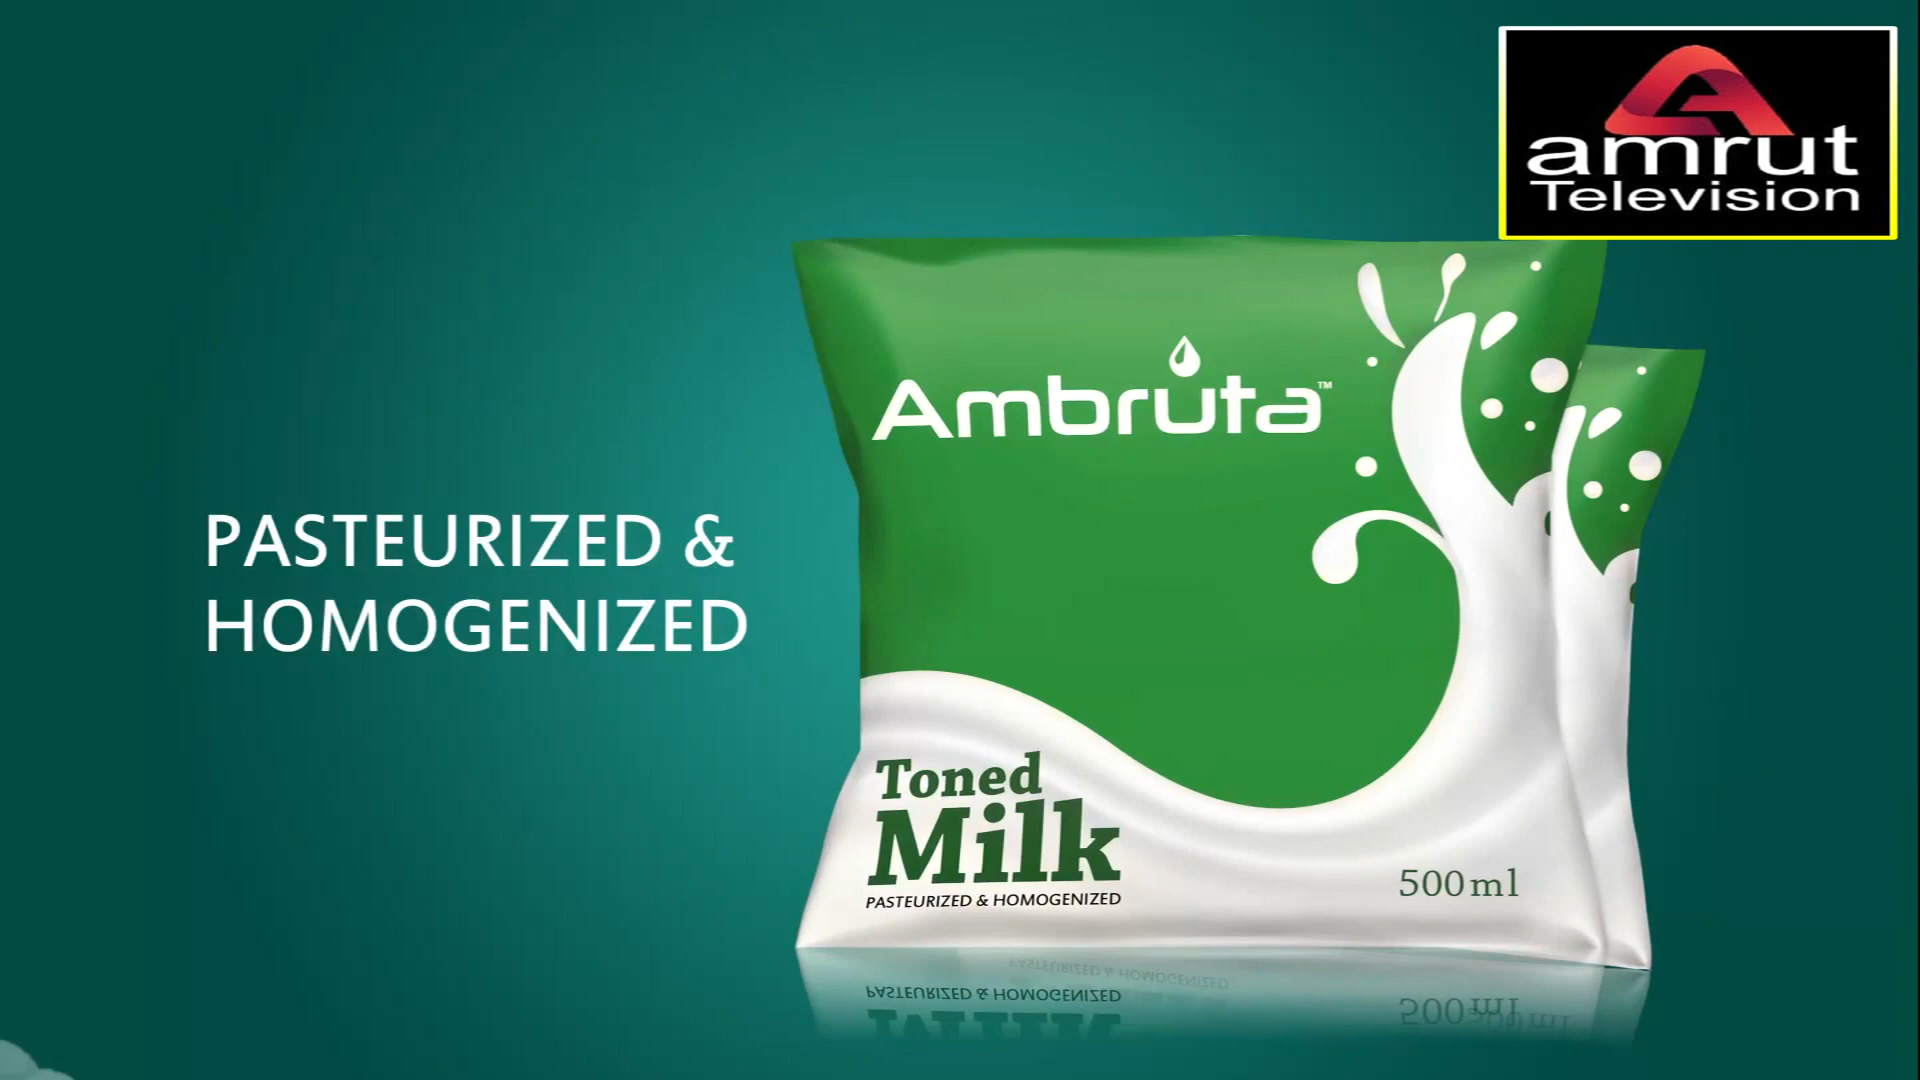 amrut
Television
Ambruta™
PASTEURIZED &
HOMOGENIZED
Toned
Milk
PASTEURIZED & HOMOGENIZED
500ml